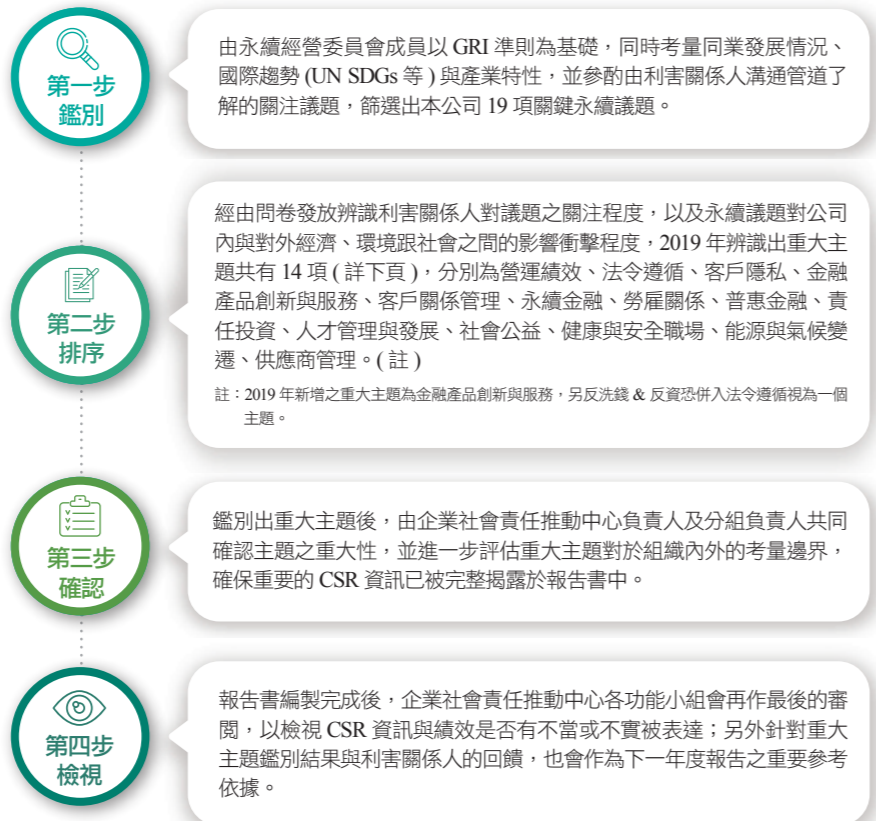 第一步
鑑別
由永續經營委員會成員以 GRI 準則為基礎，同時考量同業發展情況、
國際趨勢 (UN SDGs 等 ) 與產業特性，並參酌由利害關係人溝通管道了
解的關注議題，篩選出本公司 19 項關鍵永續議題。
第二步
排序
經由問卷發放辨識利害關係人對議題之關注程度，以及永續議題對公司
內與對外經濟、環境跟社會之間的影響衝擊程度，2019 年辨識出重大主
題共有 14 項 ( 詳下頁 )，分別為營運績效、法令遵循、客戶隱私、金融
產品創新與服務、客戶關係管理、永續金融、勞雇關係、普惠金融、責
任投資、人才管理與發展、社會公益、健康與安全職場、能源與氣候變
遷、供應商管理。( 註 )
註：2019 年新增之重大主題為金融產品創新與服務，另反洗錢 & 反資恐併入法令遵循視為一個
主題。
第三步
確認
鑑別出重大主題後，由企業社會責任推動中心負責人及分組負責人共同
確認主題之重大性，並進一步評估重大主題對於組織內外的考量邊界，
確保重要的 CSR 資訊已被完整揭露於報告書中。
第四步
檢視
報告書編製完成後，企業社會責任推動中心各功能小組會再作最後的審
閱，以檢視 CSR 資訊與績效是否有不當或不實被表達；另外針對重大
主題鑑別結果與利害關係人的回饋，也會作為下一年度報告之重要參考
依據。